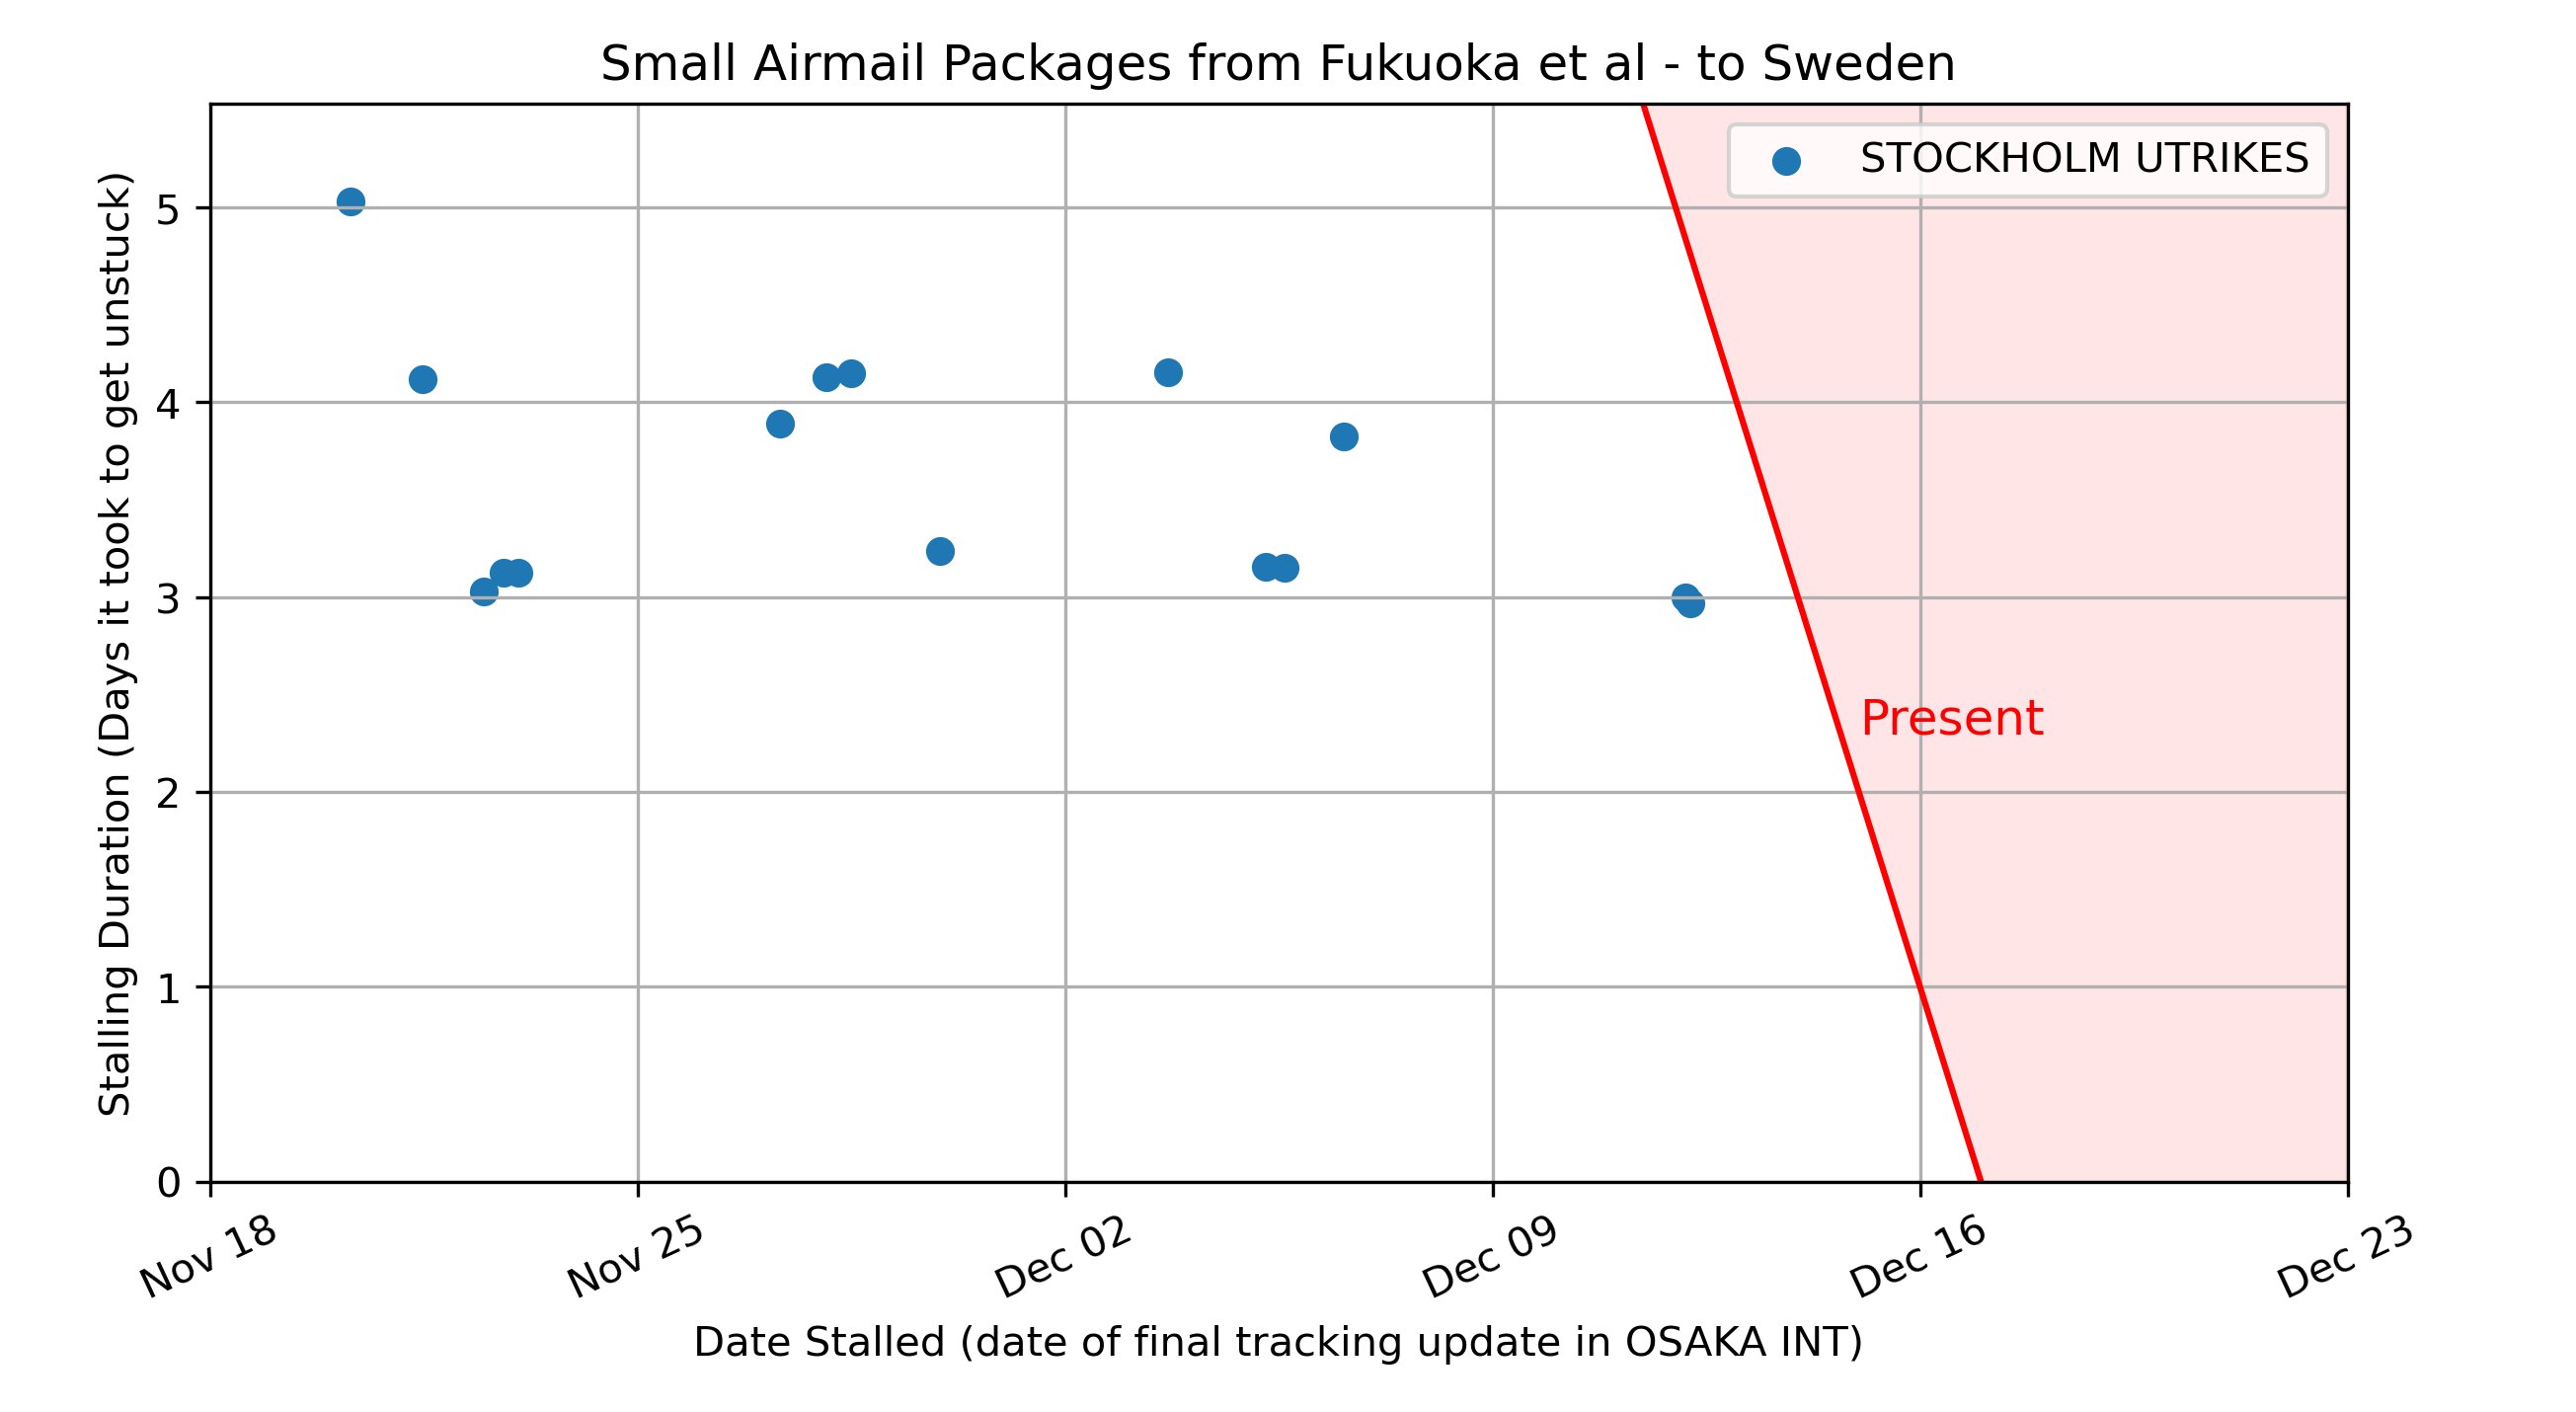 Small Airmail Packages from Fukuoka et al - to Sweden
STOCKHOLM UTRIKES
Stalling Duration (Days it took to get unstuck)
5
4
3
2
1
0
Present
Nov 18
Nov 25
Dec 02
Dec 09
Dec 16
Dec 23
Date Stalled (date of final tracking update in OSAKA INT)